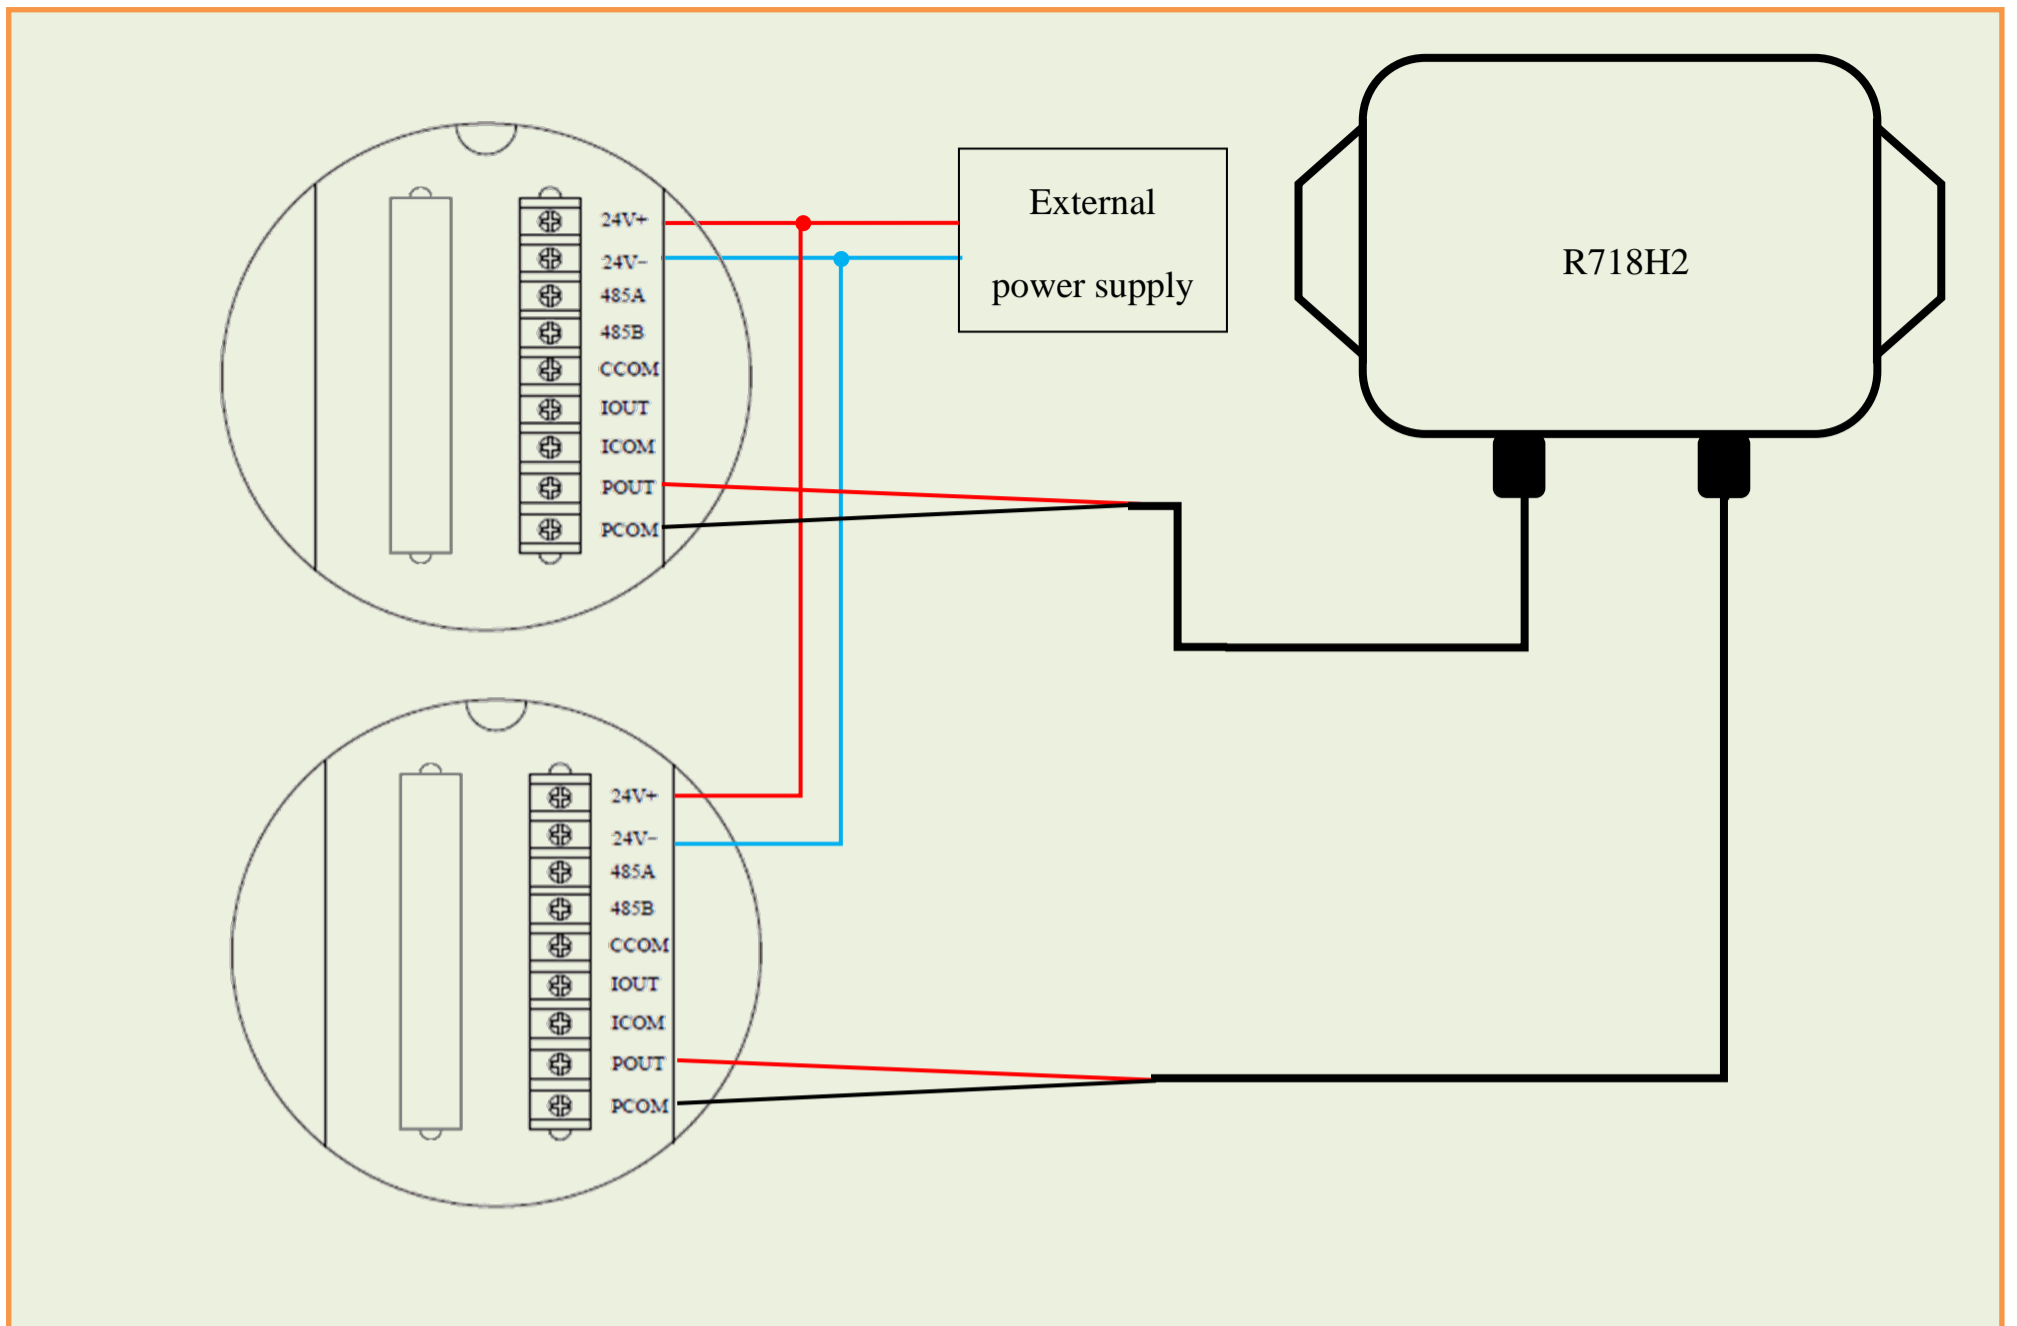 24V+
24V−
485A
485B
CCOM
IOUT
ICOM
POUT
PCOM
External
power supply
R718H2
24V+
24V−
485A
485B
CCOM
IOUT
ICOM
POUT
PCOM